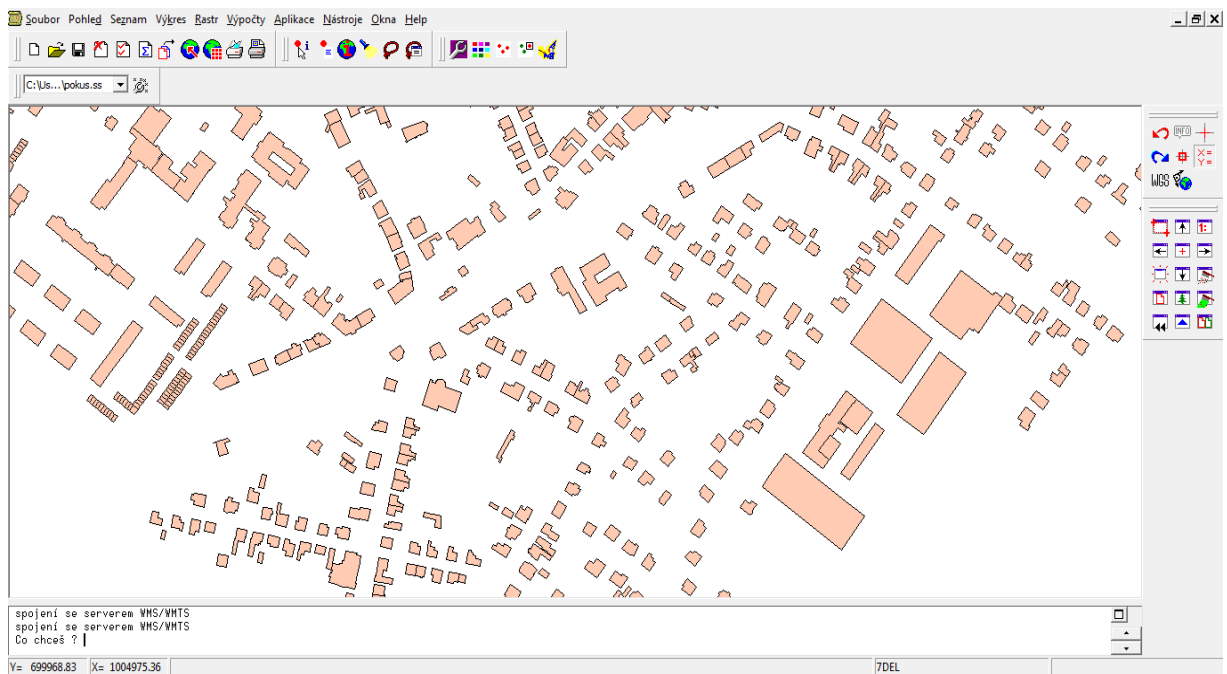 Soubor Pohled Seznam Výkres Rastr Výpočty Aplikace Nástroje Okna Help
C:\Us...\pokus.ss
INFO
X=
Y=
WGS
1:
spojení se serverem WMS/WMTS
spojení se serverem WMS/WMTS
Co chceš ?
Y= 699968.83 X= 1004975.36 7DEL